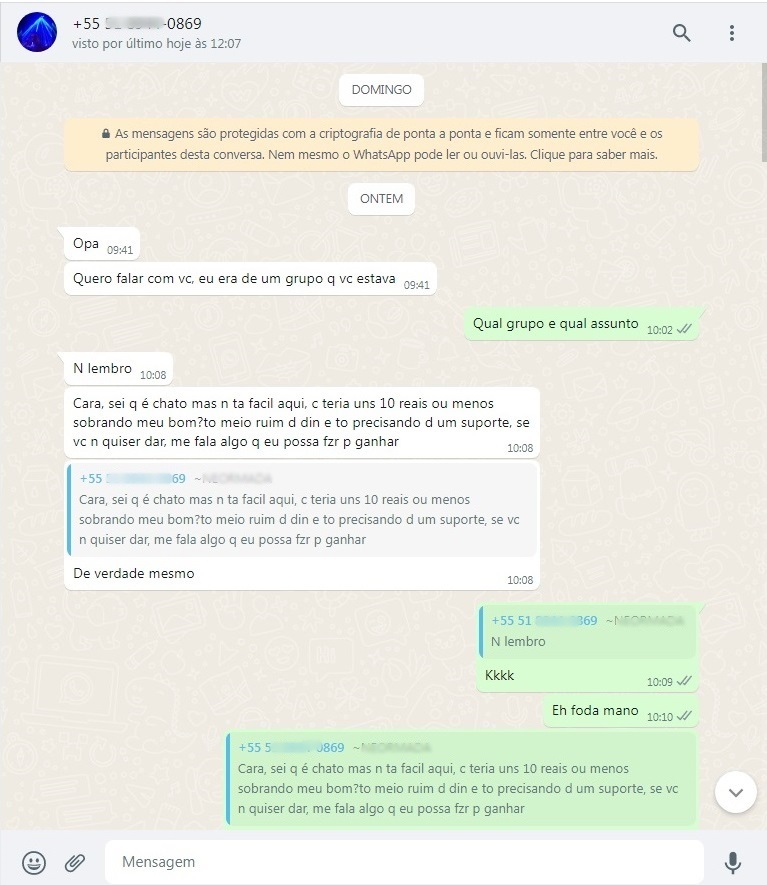 +55 -0869
visto por último hoje às 12:07
DOMINGO
As mensagens são protegidas com a criptografia de ponta a ponta e ficam somente entre você e os
participantes desta conversa. Nem mesmo o WhatsApp pode ler ou ouvi-las. Clique para saber mais.
ONTEM
Opa 09:41
Quero falar com vc, eu era de um grupo q vc estava 09:41
Qual grupo e qual assunto 10:02
N lembro 10:08
Cara, sei q é chato mas n ta facil aqui, c teria uns 10 reais ou menos
sobrando meu bom?to meio ruim d din e to precisando d um suporte, se
vc n quiser dar, me fala algo q eu possa fzr p ganhar
10:08
+55 69 ~
Cara, sei q é chato mas n ta facil aqui, c teria uns 10 reais ou menos
sobrando meu bom?to meio ruim d din e to precisando d um suporte, se vc
n quiser dar, me fala algo q eu possa fzr p ganhar
De verdade mesmo 10:08
+55 51 869 ~
N lembro
Kkkk 10:09
Eh foda mano 10:10
+55 5 0869 ~
Cara, sei q é chato mas n ta facil aqui, c teria uns 10 reais ou menos
sobrando meu bom?to meio ruim d din e to precisando d um suporte, se vc
n quiser dar, me fala algo q eu possa fzr p ganhar
Mensagem